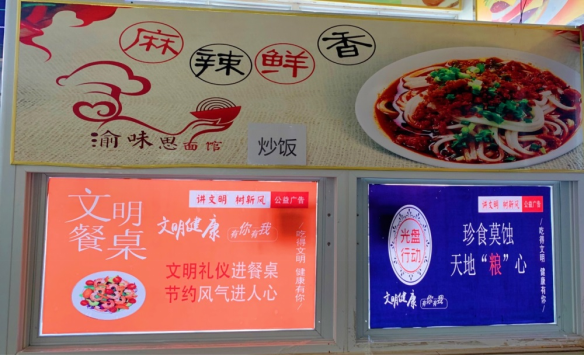 麻辣鲜香
渝味思面馆
炒饭
讲文明 树新风 公益广告
文明餐桌
文明健康 有你有我
文明礼仪进餐桌
节约风气进人心
吃得文明 健康有你!
讲文明 树新风 公益广告
光盘行动
珍食莫蚀
天地“粮”心
文明健康 有你有我
吃得文明 健康有你!